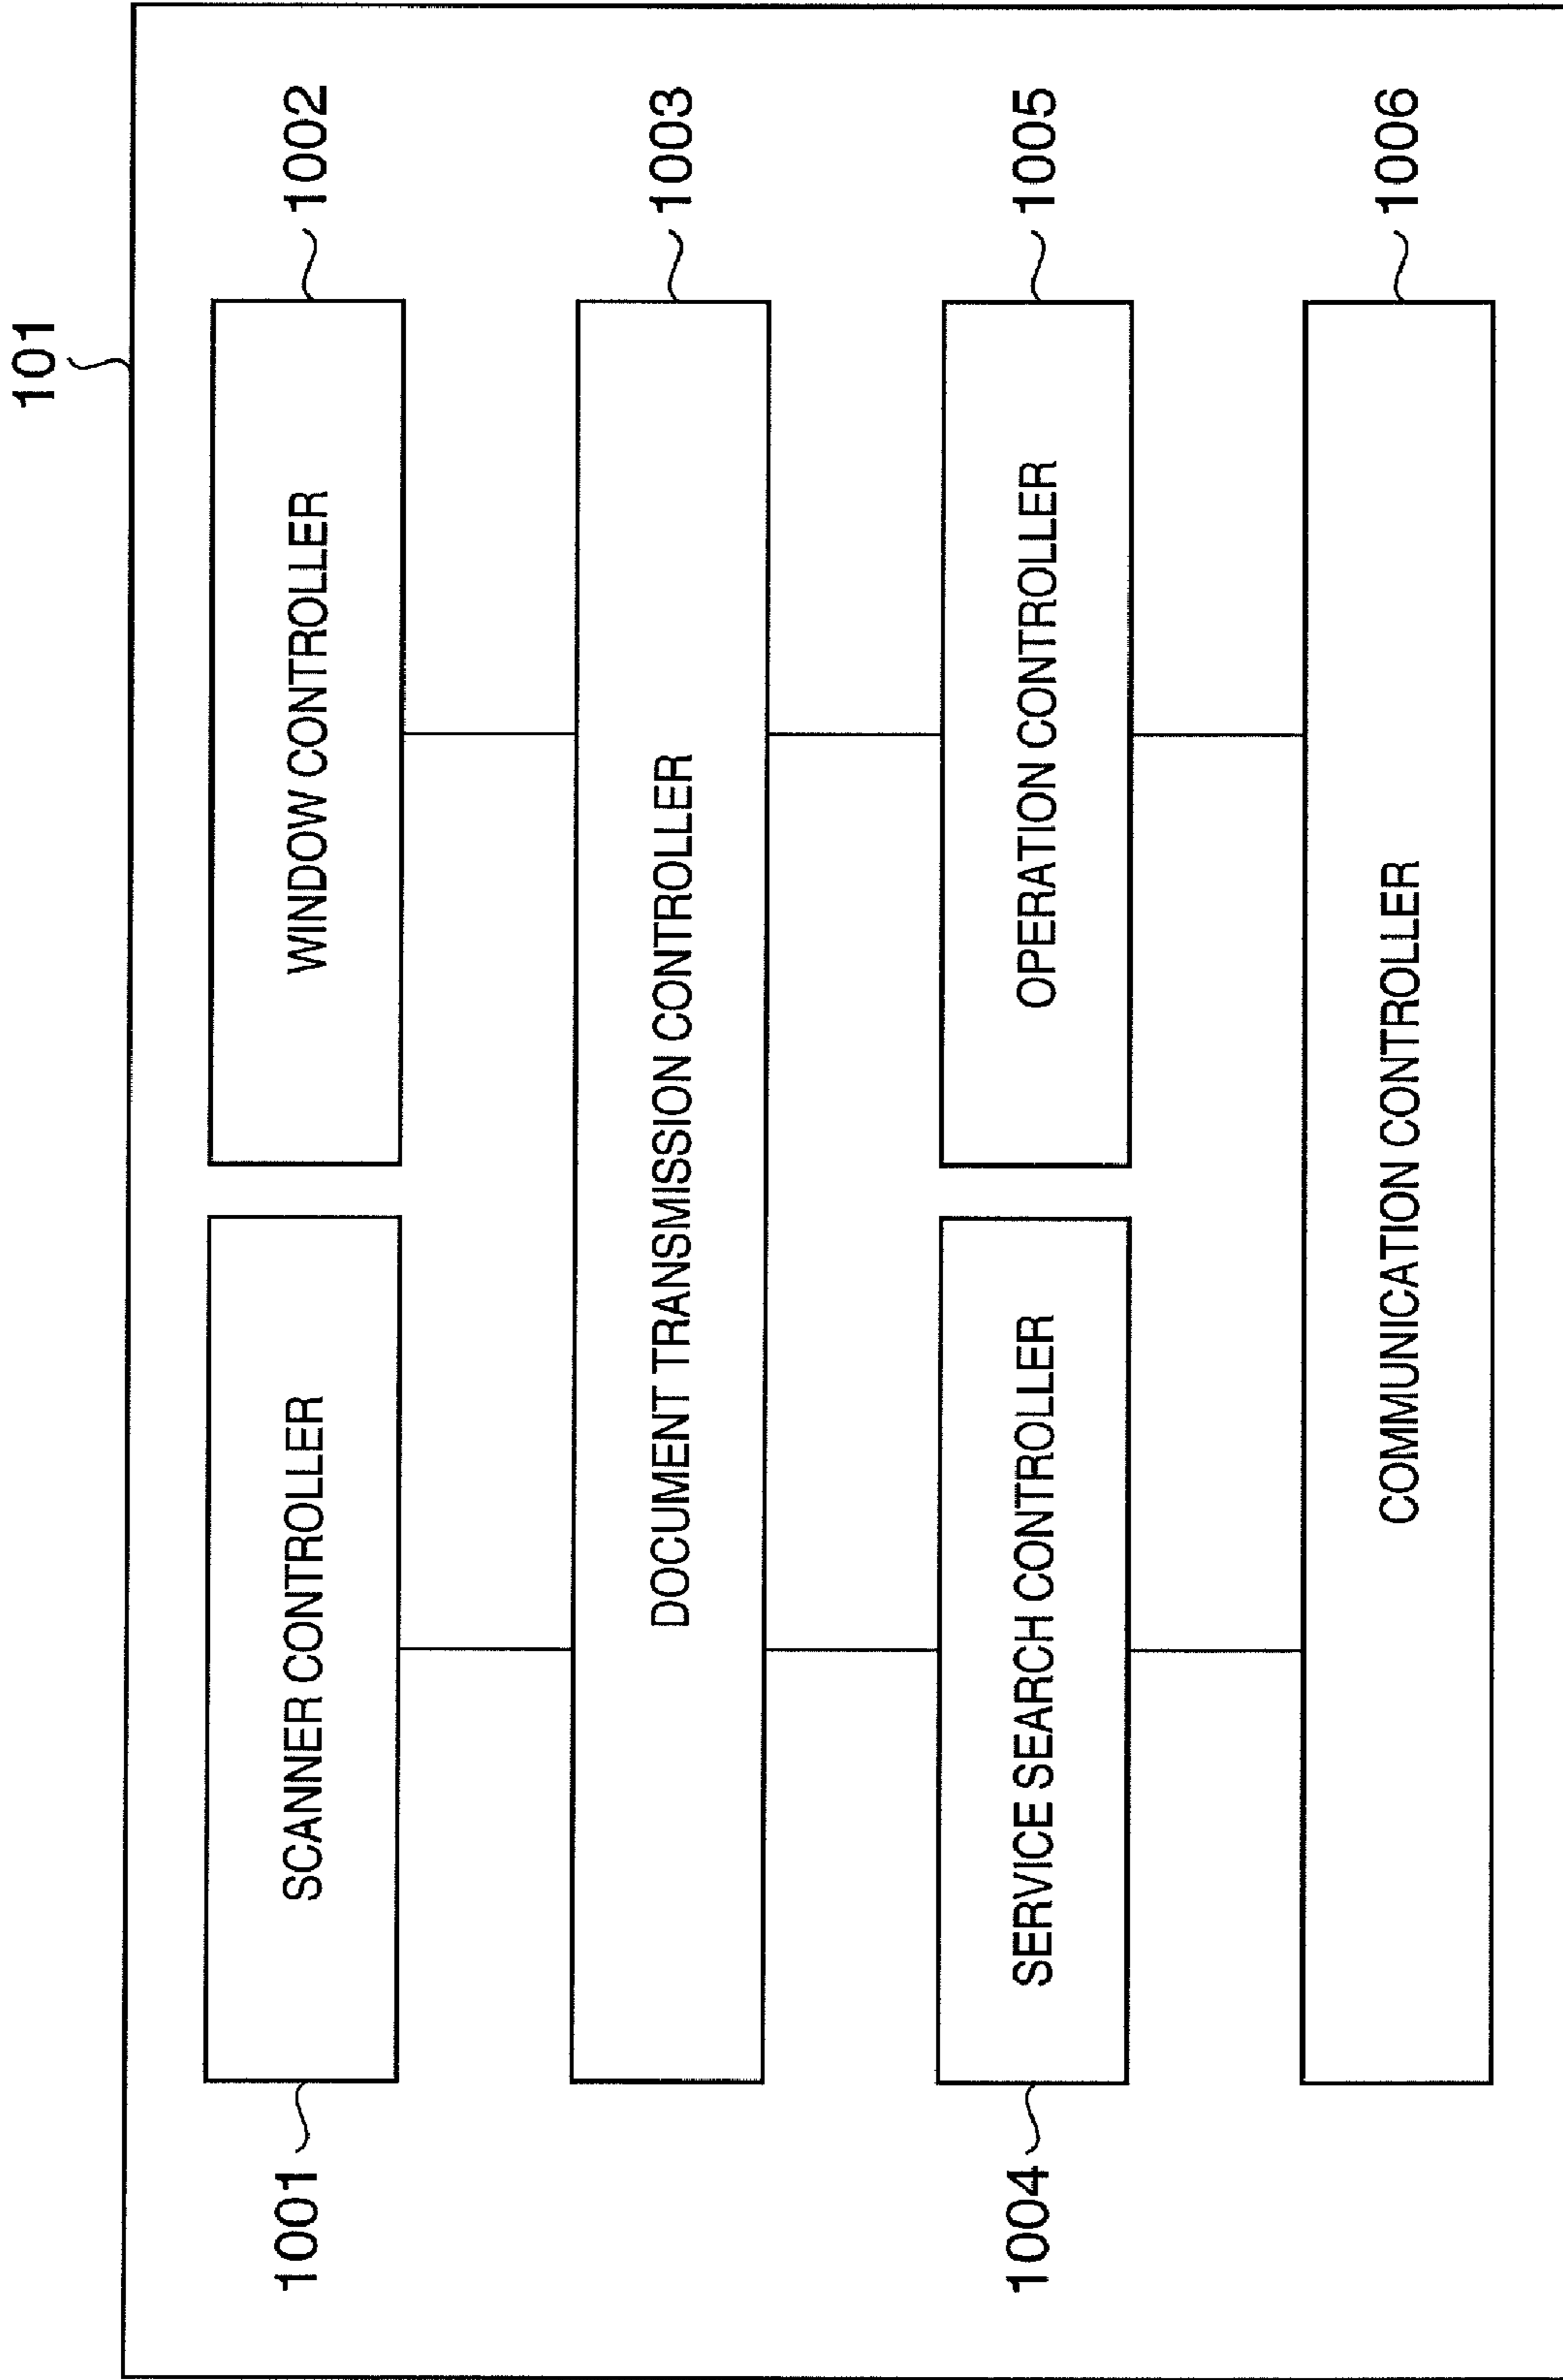 101
1001
SCANNER CONTROLLER
WINDOW CONTROLLER
1002
DOCUMENT TRANSMISSION CONTROLLER
1003
1004
SERVICE SEARCH CONTROLLER
OPERATION CONTROLLER
1005
COMMUNICATION CONTROLLER
1006